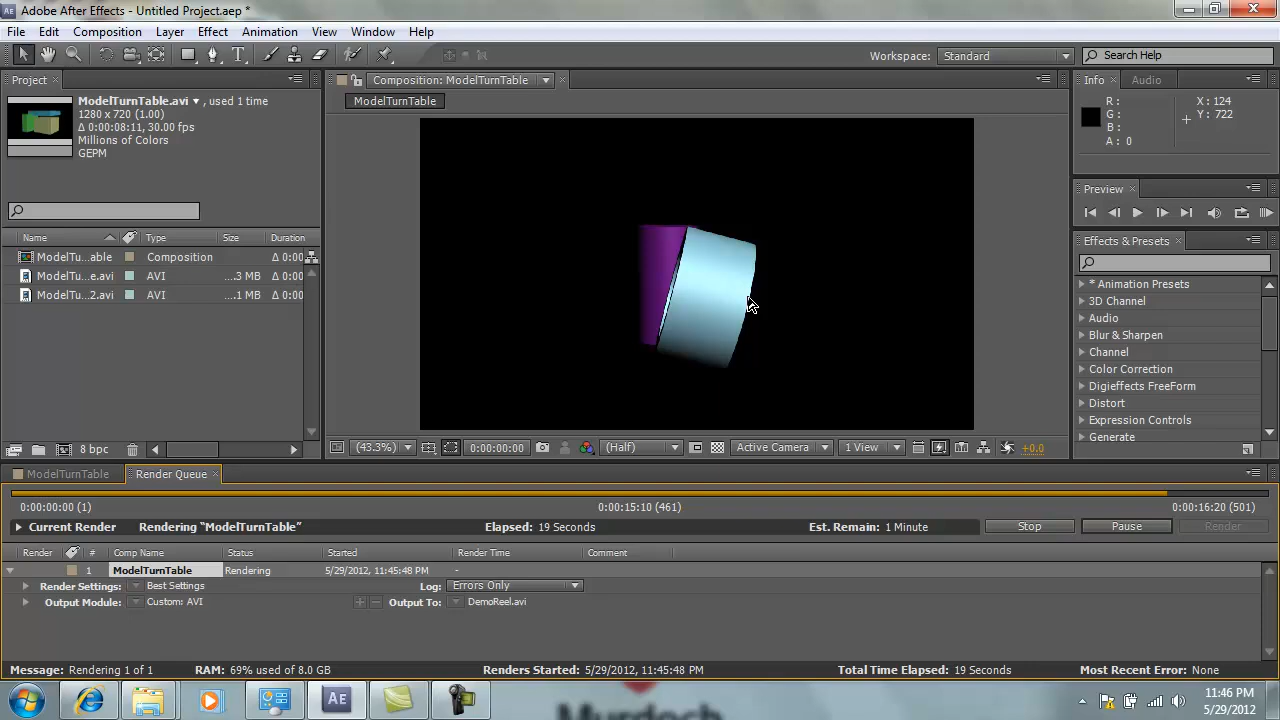 Adobe After Effects - Untitled Project.aep *
File Edit Composition Layer Effect Animation View Window Help
Workspace: Standard Search Help
Project
ModelTurnTable.avi ▾ , used 1 time
1280 x 720 (1.00)
Δ 0:00:08:11, 30.00 fps
Millions of Colors
GEPM
Name Type Size Duration
ModelTu...able Composition Δ 0:00
ModelTu...e.avi AVI ....3 MB Δ 0:00
ModelTu...2.avi AVI ....1 MB Δ 0:00
8 bpc
Composition: ModelTurnTable
ModelTurnTable
(43.3%) 0:00:00:00 (Half) Active Camera 1 View +0.0
Info Audio
R : X : 124
G : Y : 722
B :
A : 0
Preview
Effects & Presets
* Animation Presets
3D Channel
Audio
Blur & Sharpen
Channel
Color Correction
Digieffects FreeForm
Distort
Expression Controls
Generate
ModelTurnTable Render Queue
0:00:00:00 (1) 0:00:15:10 (461) 0:00:16:20 (501)
Current Render Rendering “ModelTurnTable” Elapsed: 19 Seconds Est. Remain: 1 Minute Stop Pause Render
Render # Comp Name Status Started Render Time Comment
1 ModelTurnTable Rendering 5/29/2012, 11:45:48 PM -
Render Settings: Best Settings Log: Errors Only
Output Module: Custom: AVI Output To: DemoReel.avi
Message: Rendering 1 of 1 RAM: 69% used of 8.0 GB Renders Started: 5/29/2012, 11:45:48 PM Total Time Elapsed: 19 Seconds Most Recent Error: None
AE
Murdoch
11:46 PM
5/29/2012